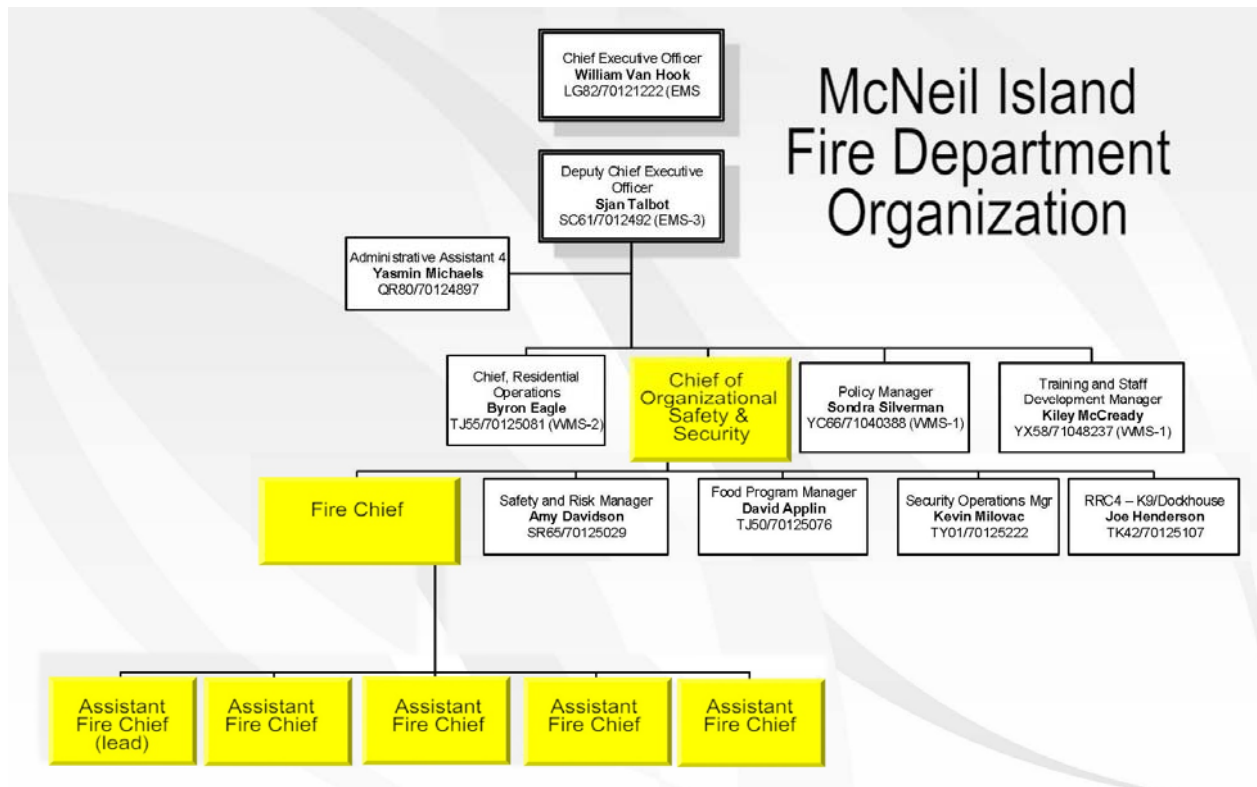 Chief Executive Officer
William Van Hook
LG82/70121222 (EMS
McNeil Island
Fire Department
Organization
Deputy Chief Executive
Officer
Sjan Talbot
SC61/7012492 (EMS-3)
Administrative Assistant 4
Yasmin Michaels
QR80/70124897
Chief, Residential
Operations
Byron Eagle
TJ55/70125081 (WMS-2)
Chief of
Organizational
Safety &
Security
Policy Manager
Sondra Silverman
YC66/71040388 (WMS-1)
Training and Staff
Development Manager
Kiley McCready
YX58/71048237 (WMS-1)
Fire Chief
Safety and Risk Manager
Amy Davidson
SR65/70125029
Food Program Manager
David Applin
TJ50/70125076
Security Operations Mgr
Kevin Milovac
TY01/70125222
RRC4 – K9/Dockhouse
Joe Henderson
TK42/70125107
Assistant
Fire Chief
(lead)
Assistant
Fire Chief
Assistant
Fire Chief
Assistant
Fire Chief
Assistant
Fire Chief